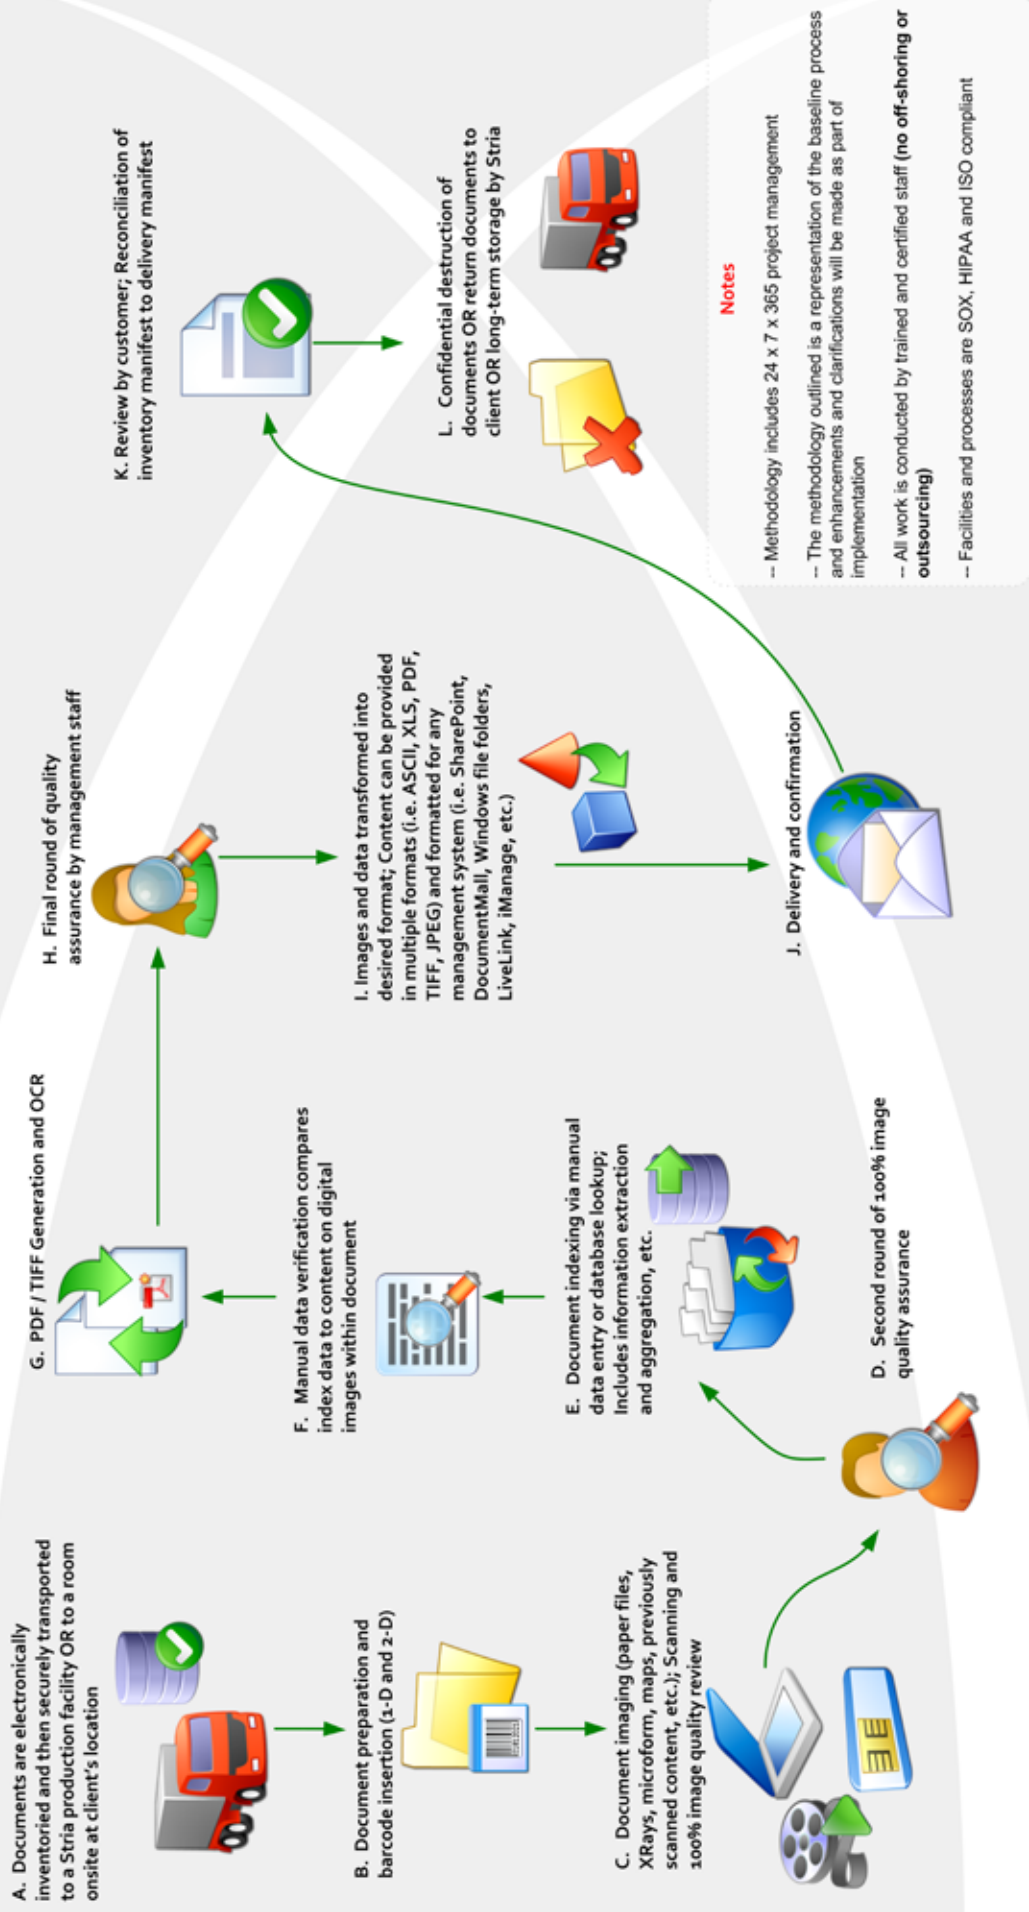 A. Documents are electronically
inventoried and then securely transported
to a Stria production facility OR to a room
onsite at client's location
B. Document preparation and
barcode insertion (1-D and 2-D)
C. Document imaging (paper files,
XRays, microform, maps, previously
scanned content, etc.); Scanning and
100% image quality review
D. Second round of 100% image
quality assurance
E. Document indexing via manual
data entry or database lookup;
Includes information extraction
and aggregation, etc.
F. Manual data verification compares
index data to content on digital
images within document
G. PDF / TIFF Generation and OCR
H. Final round of quality
assurance by management staff
I. Images and data transformed into
desired format; Content can be provided
in multiple formats (i.e. ASCII, XLS, PDF,
TIFF, JPEG) and formatted for any
management system (i.e. SharePoint,
DocumentMall, Windows file folders,
LiveLink, iManage, etc.)
J. Delivery and confirmation
K. Review by customer; Reconciliation of
inventory manifest to delivery manifest
L. Confidential destruction of
documents OR return documents to
client OR long-term storage by Stria
Notes
-- Methodology includes 24 x 7 x 365 project management
-- The methodology outlined is a representation of the baseline process
and enhancements and clarifications will be made as part of
implementation
-- All work is conducted by trained and certified staff (no off-shoring or
outsourcing)
-- Facilities and processes are SOX, HIPAA and ISO compliant